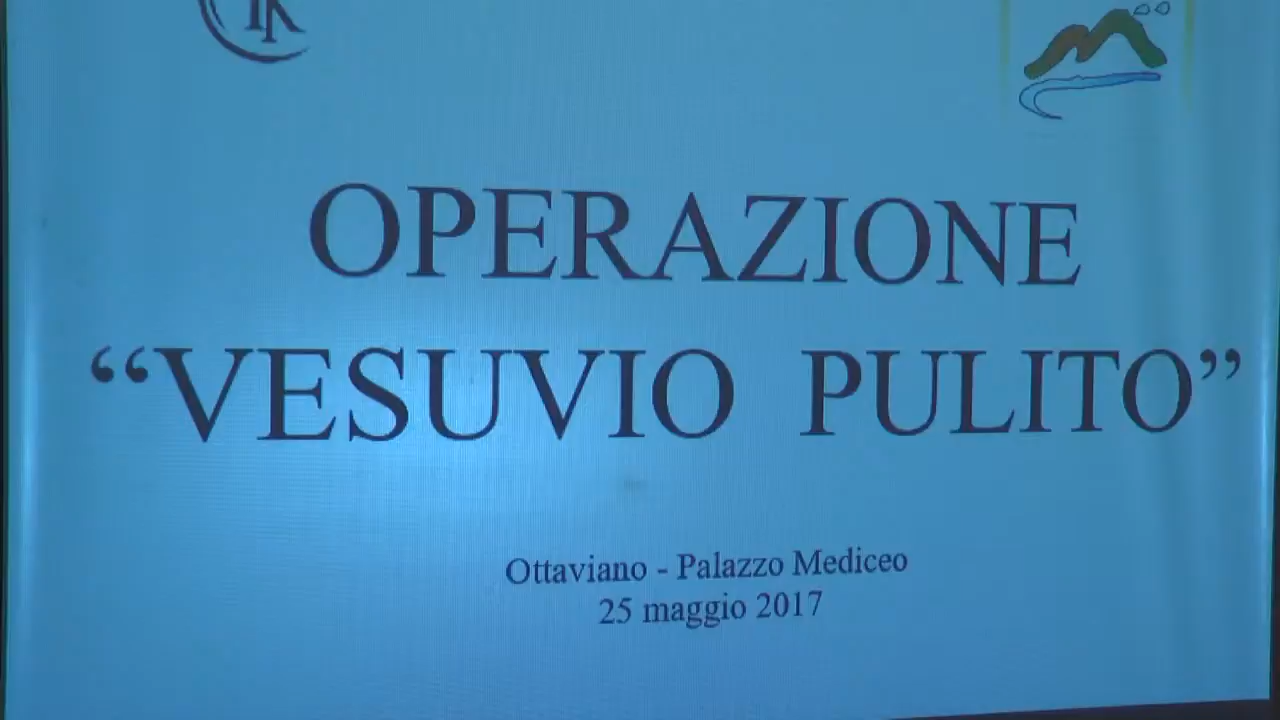 OPERAZIONE
“VESUVIO PULITO”
Ottaviano - Palazzo Mediceo
25 maggio 2017